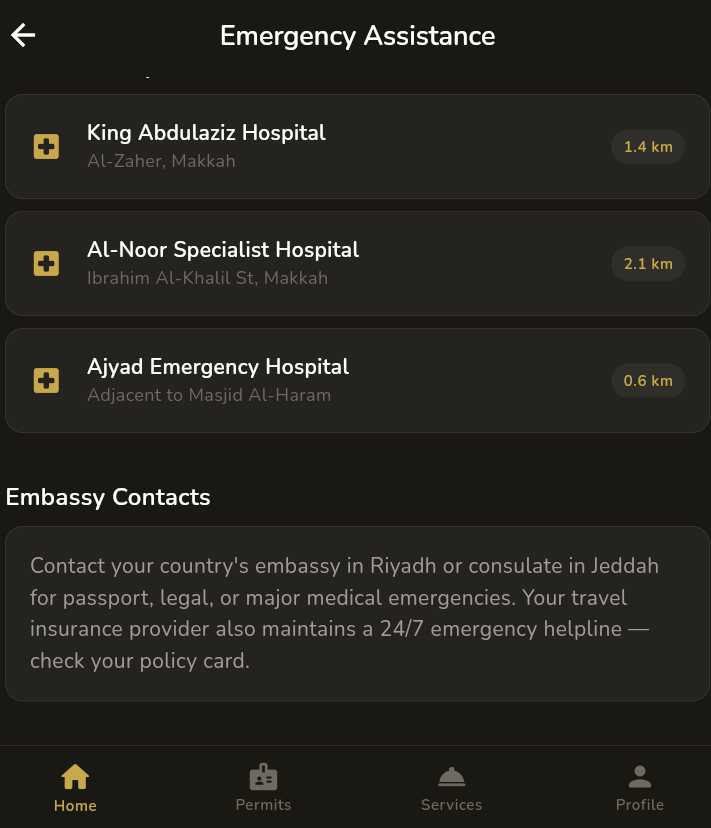 Emergency Assistance
King Abdulaziz Hospital
Al-Zaher, Makkah
1.4 km
Al-Noor Specialist Hospital
Ibrahim Al-Khalil St, Makkah
2.1 km
Ajyad Emergency Hospital
Adjacent to Masjid Al-Haram
0.6 km
Embassy Contacts
Contact your country's embassy in Riyadh or consulate in Jeddah
for passport, legal, or major medical emergencies. Your travel
insurance provider also maintains a 24/7 emergency helpline —
check your policy card.
Home
Permits
Services
Profile